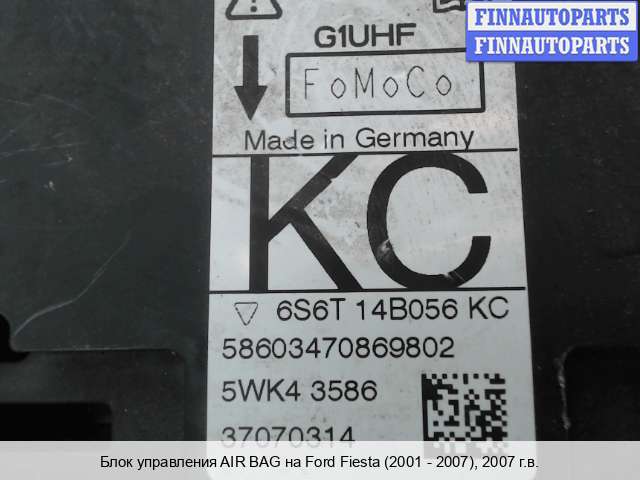 FINNAUTOPARTS
FINNAUTOPARTS
G1UHF
FoMoCo
Made in Germany
KC
6S6T 14B056 KC
58603470869802
5WK4 3586
37070314
Блок управления AIR BAG на Ford Fiesta (2001 - 2007), 2007 г.в.